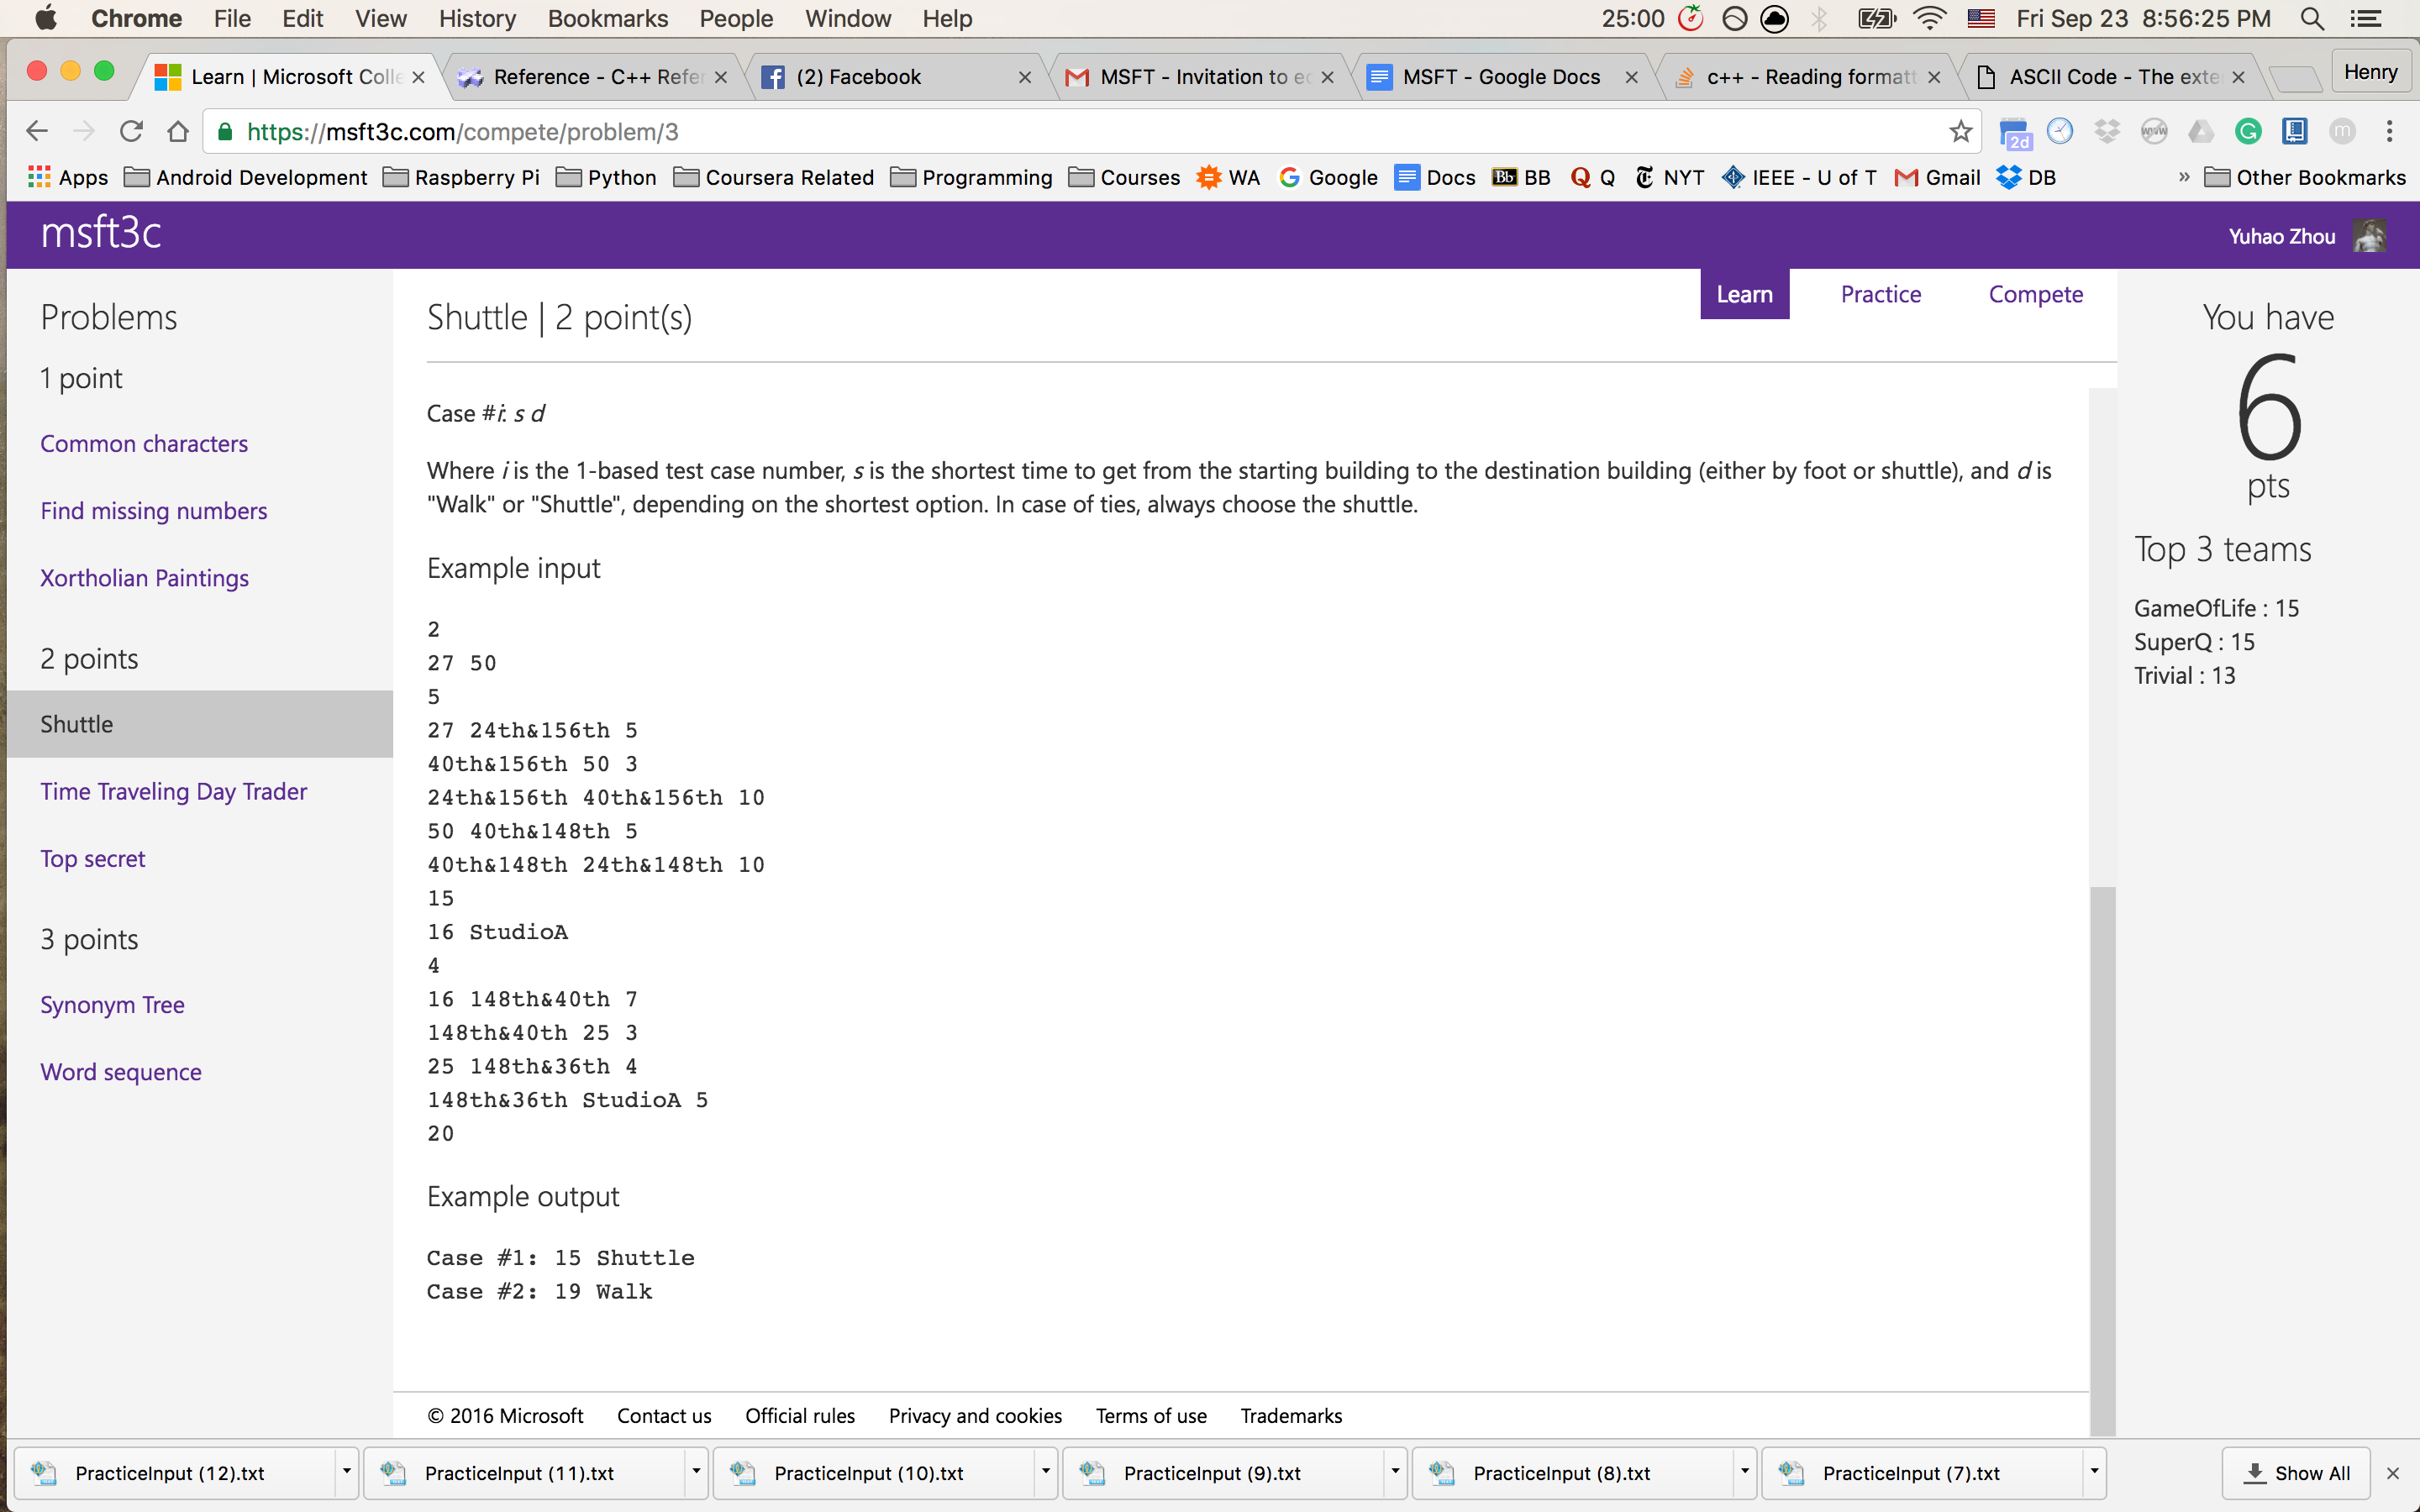 Chrome File Edit View History Bookmarks People Window Help 25:00 Fri Sep 23 8:56:25 PM
Learn | Microsoft Colle Reference - C++ Refer (2) Facebook MSFT - Invitation to ec MSFT - Google Docs c++ - Reading formatt ASCII Code - The exte Henry
https://msft3c.com/compete/problem/3 2d www G m
Apps Android Development Raspberry Pi Python Coursera Related Programming Courses WA Google Docs Bb BB Q Q NYT IEEE - U of T Gmail DB » Other Bookmarks
msft3c
Yuhao Zhou
Problems
1 point
Common characters
Find missing numbers
Xortholian Paintings
2 points
Shuttle
Time Traveling Day Trader
Top secret
3 points
Synonym Tree
Word sequence
Shuttle | 2 point(s)
Learn Practice Compete
Case #i: s d
Where i is the 1-based test case number, s is the shortest time to get from the starting building to the destination building (either by foot or shuttle), and d is
"Walk" or "Shuttle", depending on the shortest option. In case of ties, always choose the shuttle.
Example input
2
27 50
5
27 24th&156th 5
40th&156th 50 3
24th&156th 40th&156th 10
50 40th&148th 5
40th&148th 24th&148th 10
15
16 StudioA
4
16 148th&40th 7
148th&40th 25 3
25 148th&36th 4
148th&36th StudioA 5
20
Example output
Case #1: 15 Shuttle
Case #2: 19 Walk
You have
6
pts
Top 3 teams
GameOfLife : 15
SuperQ : 15
Trivial : 13
© 2016 Microsoft Contact us Official rules Privacy and cookies Terms of use Trademarks
PracticeInput (12).txt PracticeInput (11).txt PracticeInput (10).txt PracticeInput (9).txt PracticeInput (8).txt PracticeInput (7).txt Show All